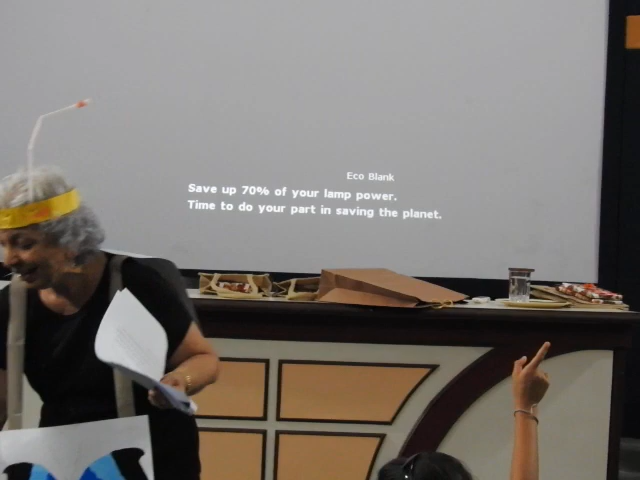 Eco Blank
Save up 70% of your lamp power.
Time to do your part in saving the planet.